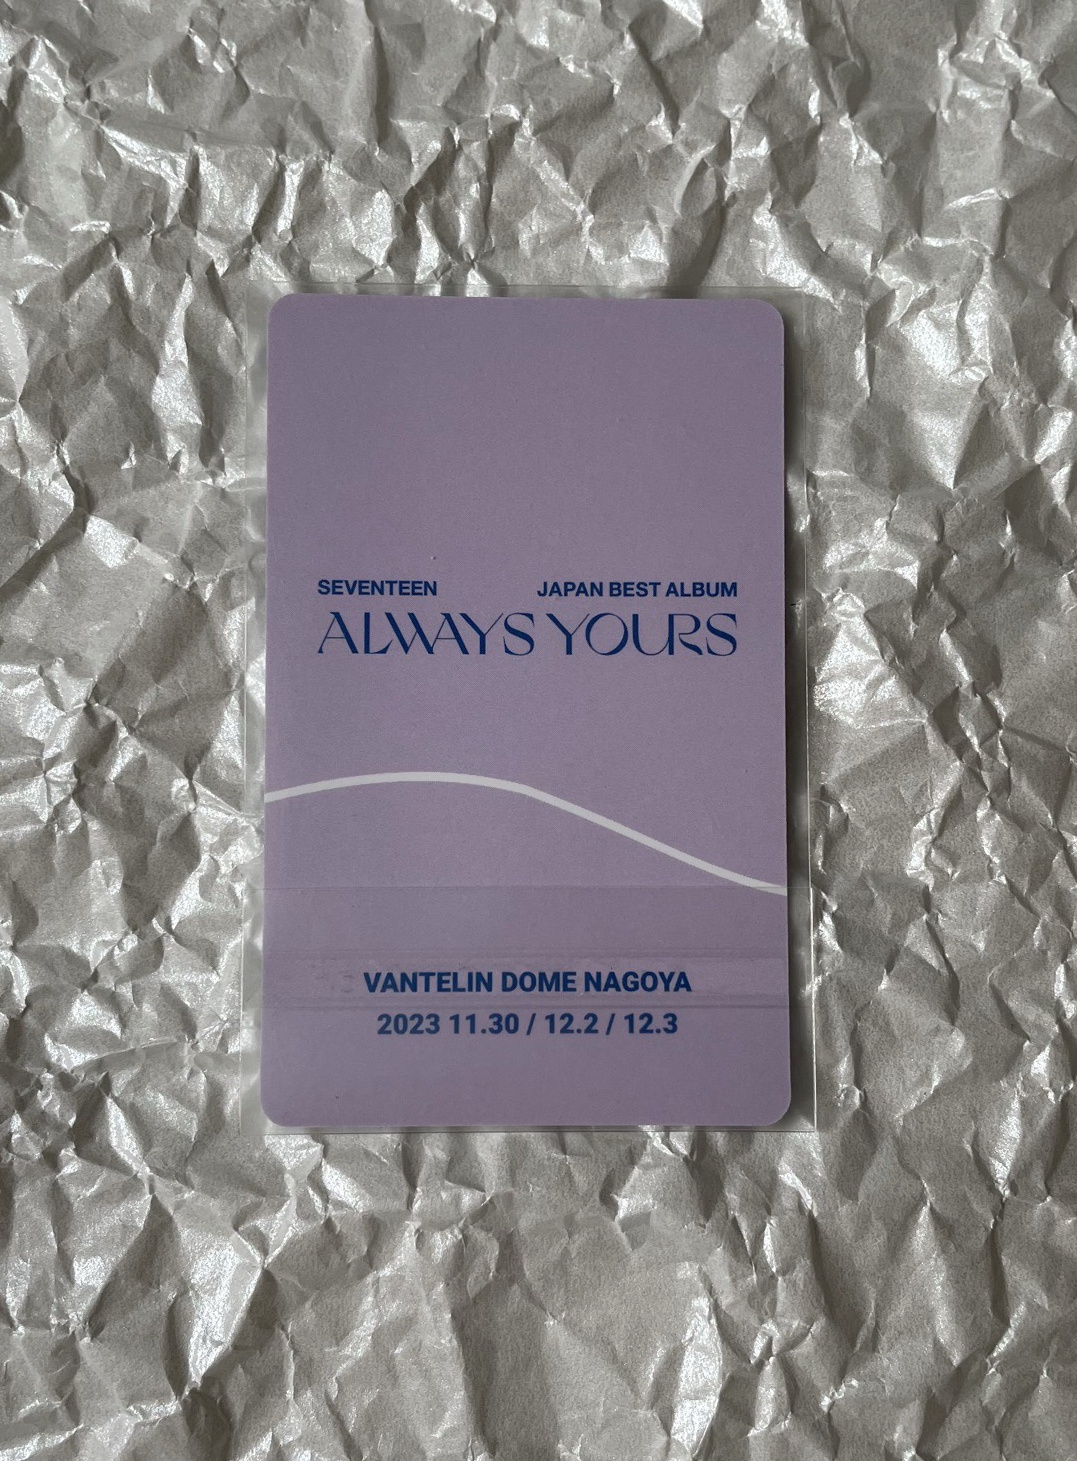 SEVENTEEN JAPAN BEST ALBUM
ALWAYS YOURS
VANTELIN DOME NAGOYA
2023 11.30 / 12.2 / 12.3